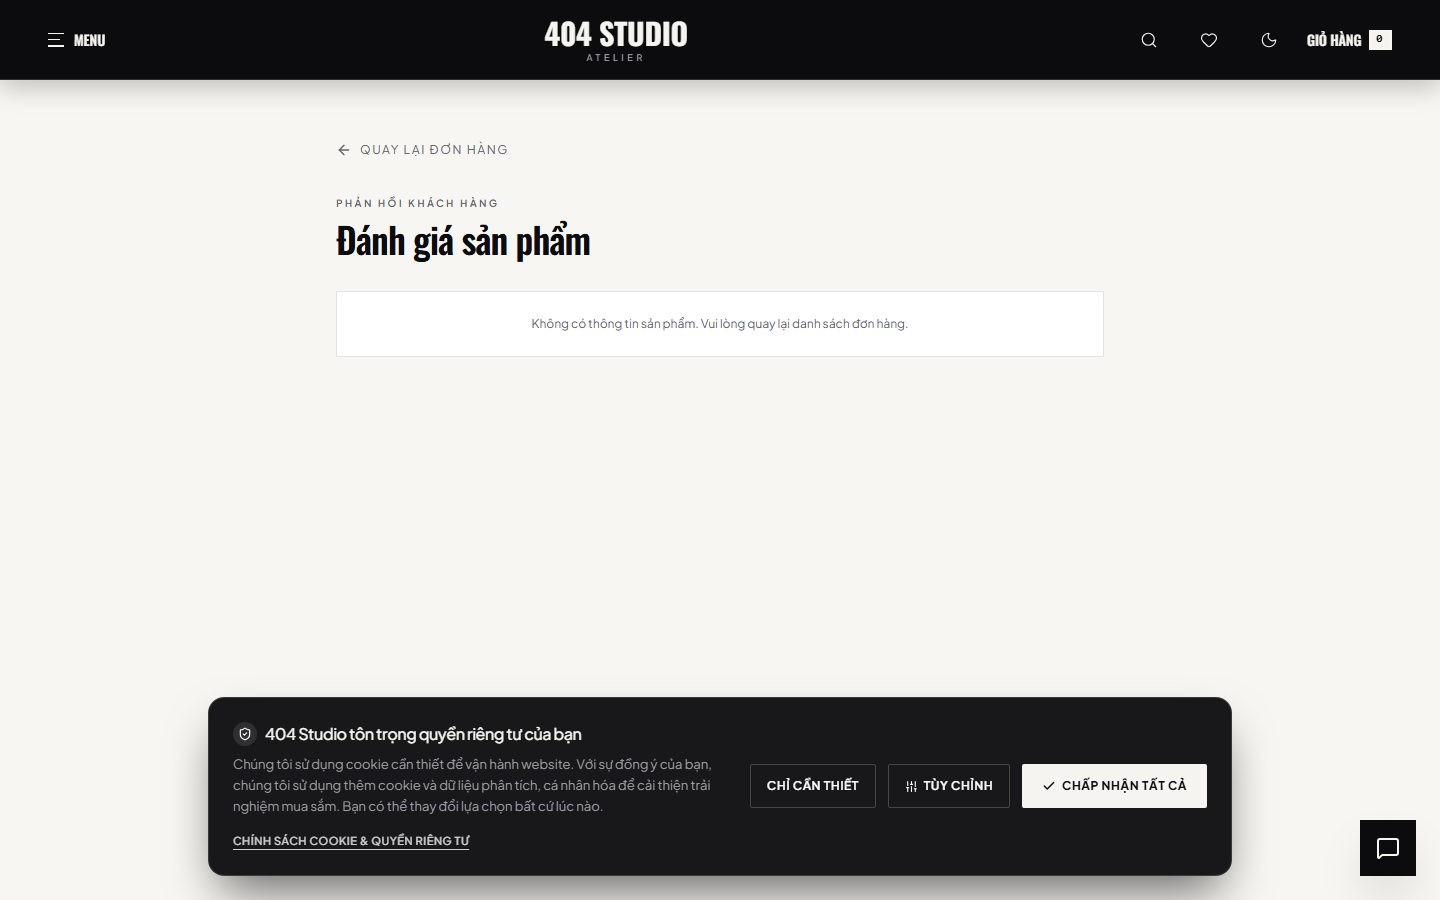 MENU
404 STUDIO
ATELIER
GIỎ HÀNG 0
QUAY LẠI ĐƠN HÀNG
PHẢN HỒI KHÁCH HÀNG
Đánh giá sản phẩm
Không có thông tin sản phẩm. Vui lòng quay lại danh sách đơn hàng.
404 Studio tôn trọng quyền riêng tư của bạn
Chúng tôi sử dụng cookie cần thiết để vận hành website. Với sự đồng ý của bạn,
chúng tôi sử dụng thêm cookie và dữ liệu phân tích, cá nhân hóa để cải thiện trải
nghiệm mua sắm. Bạn có thể thay đổi lựa chọn bất cứ lúc nào.
CHÍNH SÁCH COOKIE & QUYỀN RIÊNG TƯ
CHỈ CẦN THIẾT
TÙY CHỈNH
CHẤP NHẬN TẤT CẢ